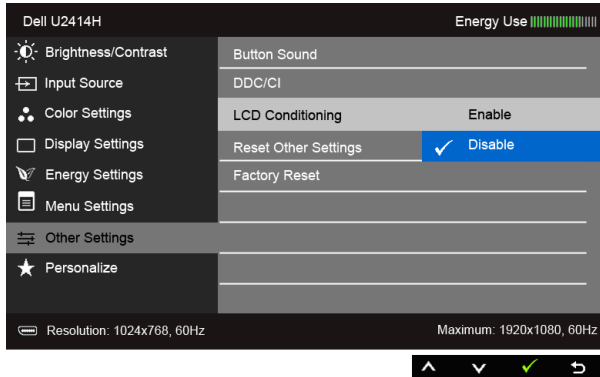 Dell U2414H Energy Use
Brightness/Contrast Button Sound
Input Source DDC/CI
Color Settings LCD Conditioning Enable
Display Settings Reset Other Settings Disable
Energy Settings Factory Reset
Menu Settings
Other Settings
Personalize
Resolution: 1024x768, 60Hz Maximum: 1920x1080, 60Hz